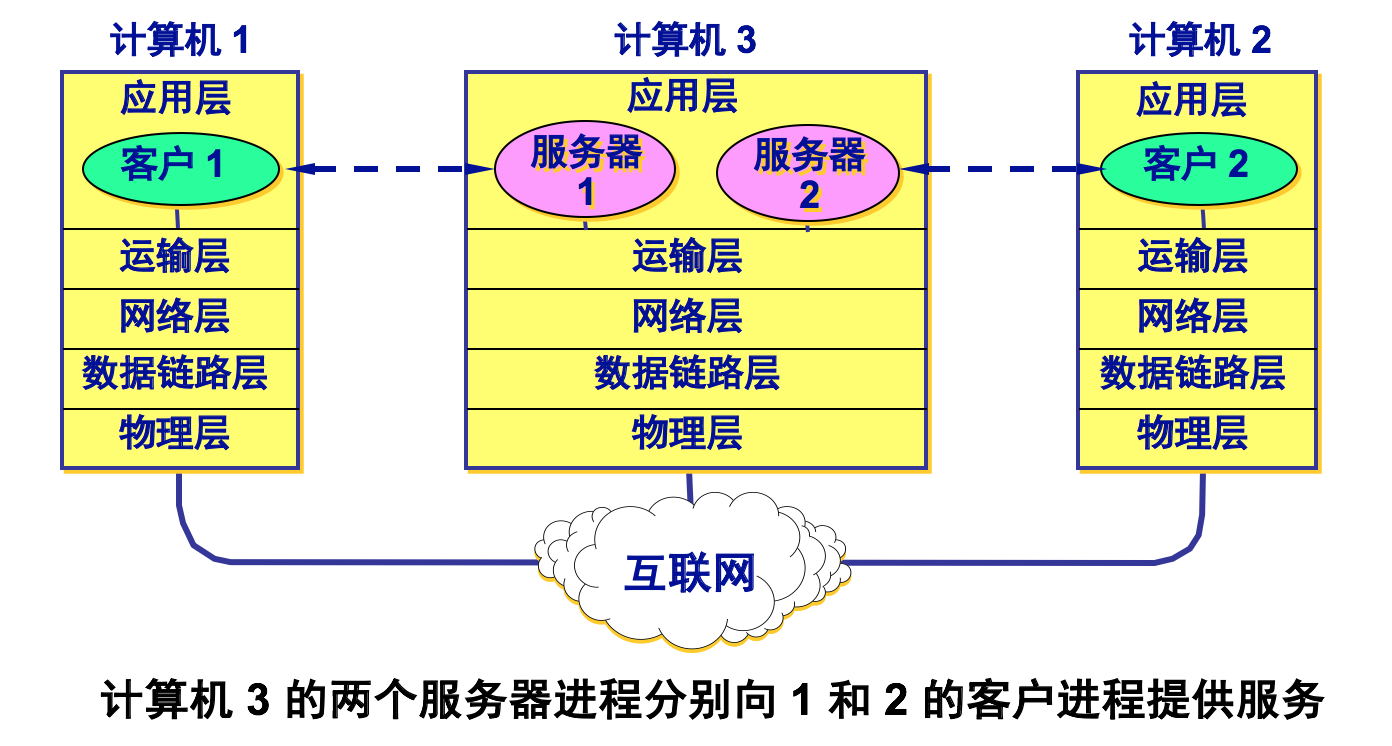 计算机 1
计算机 3
计算机 2
应用层
应用层
应用层
客户 1
服务器
1
服务器
2
客户 2
运输层
运输层
运输层
网络层
网络层
网络层
数据链路层
数据链路层
数据链路层
物理层
物理层
物理层
互联网
计算机 3 的两个服务器进程分别向 1 和 2 的客户进程提供服务